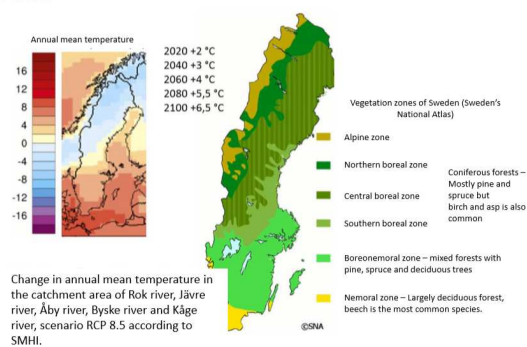 Annual mean temperature
16
12
8
4
0
-4
-8
-12
-16
2020 +2 °C
2040 +3 °C
2060 +4 °C
2080 +5,5 °C
2100 +6,5 °C
Change in annual mean temperature in
the catchment area of Rok river, Jävre
river, Åby river, Byske river and Kåge
river, scenario RCP 8.5 according to
SMHI.
©SNA
Vegetation zones of Sweden (Sweden's
National Atlas)
Alpine zone
Northern boreal zone
Central boreal zone
Southern boreal zone
Coniferous forests –
Mostly pine and
spruce but
birch and asp is also
common
Boreonemoral zone – mixed forests with
pine, spruce and deciduous trees
Nemoral zone – Largely deciduous forest,
beech is the most common species.